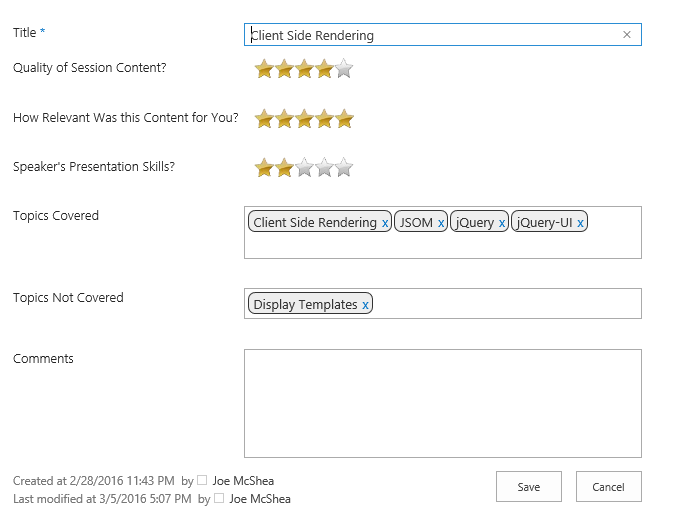 Title * Client Side Rendering ×
Quality of Session Content?
How Relevant Was this Content for You?
Speaker's Presentation Skills?
Topics Covered Client Side Rendering x JSOM x jQuery x jQuery-UI x
Topics Not Covered Display Templates x
Comments
Created at 2/28/2016 11:43 PM by Joe McShea
Last modified at 3/5/2016 5:07 PM by Joe McShea
Save Cancel